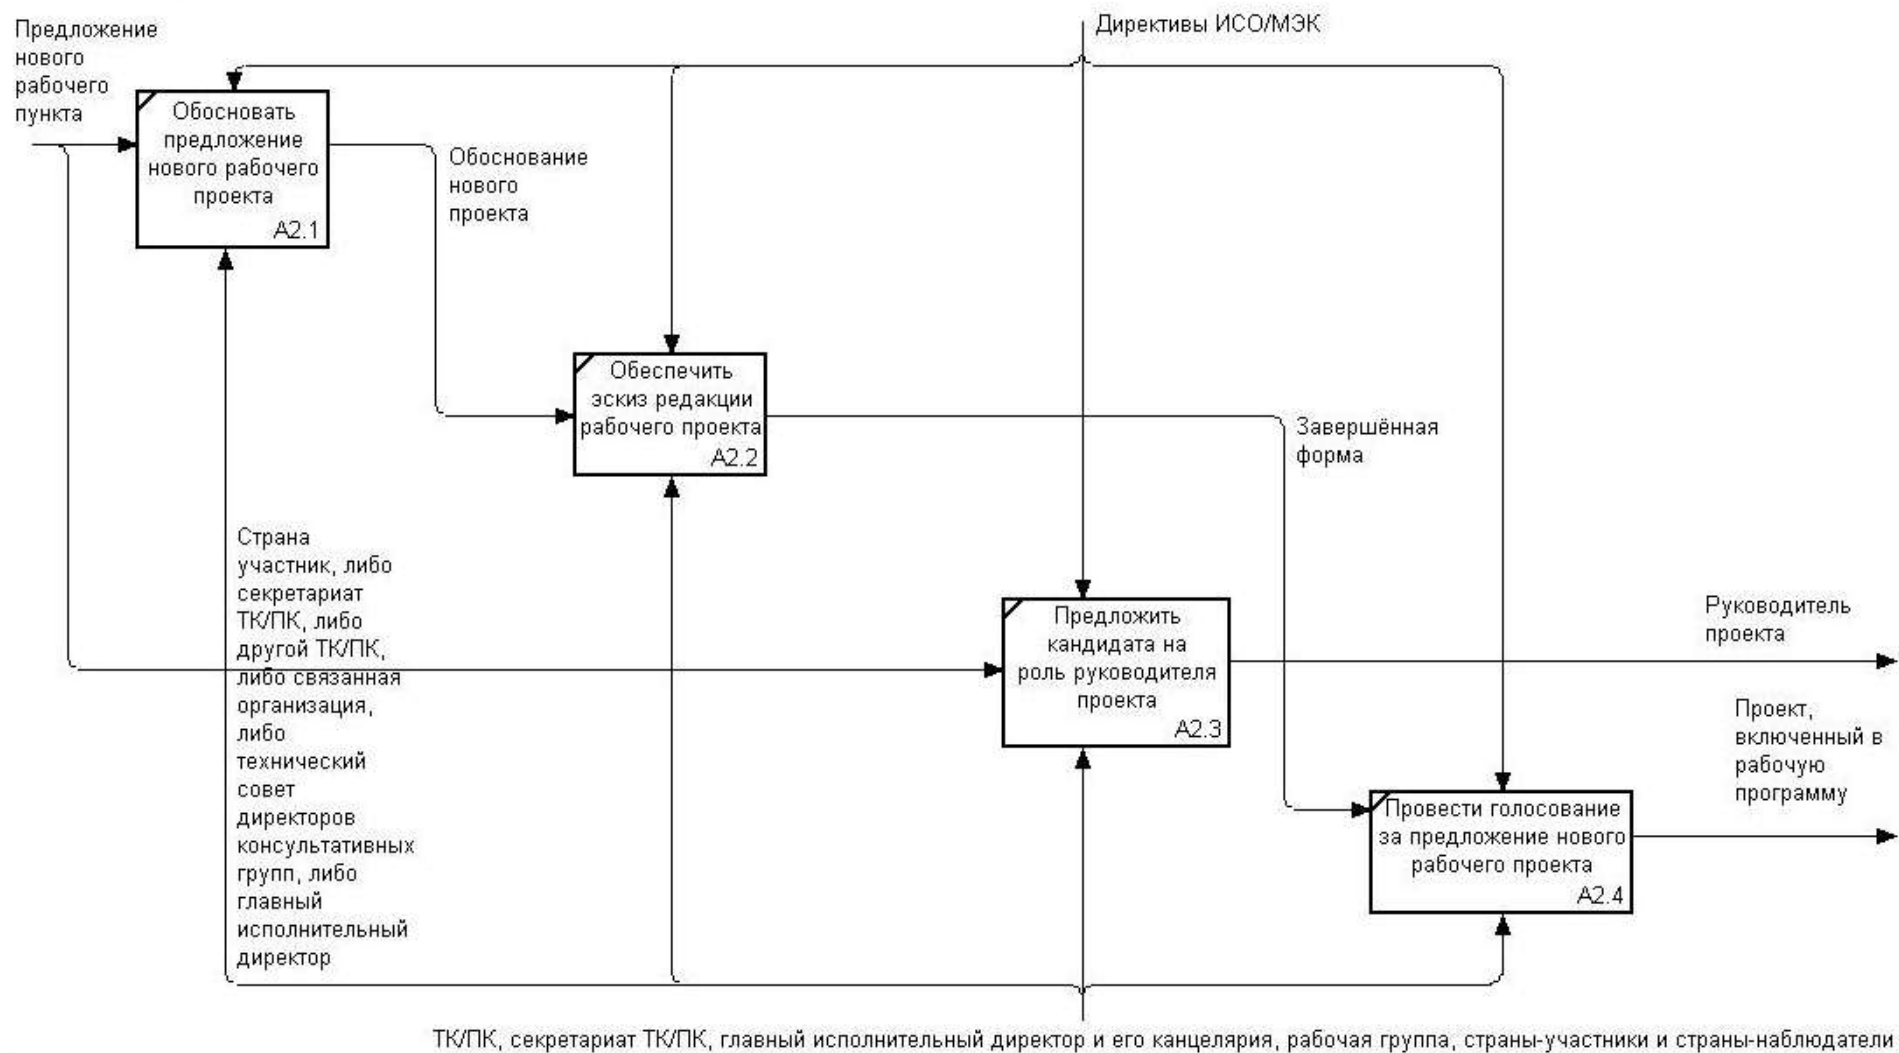 Предложение
нового
рабочего
пункта
Директивы ИСО/МЭК
Обосновать
предложение
нового рабочего
проекта
A2.1
Обоснование
нового
проекта
Обеспечить
эскиз редакции
рабочего проекта
A2.2
Завершённая
форма
Страна
участник, либо
секретариат
ТК/ПК, либо
другой ТК/ПК,
либо связанная
организация,
либо
технический
совет
директоров
консультативных
групп, либо
главный
исполнительный
директор
Предложить
кандидата на
роль руководителя
проекта
A2.3
Руководитель
проекта
Проект,
включенный в
рабочую
программу
Провести голосование
за предложение нового
рабочего проекта
A2.4
ТК/ПК, секретариат ТК/ПК, главный исполнительный директор и его канцелярия, рабочая группа, страны-участники и страны-наблюдатели